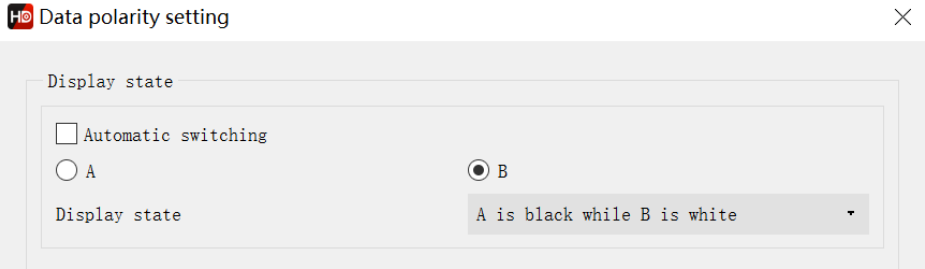 HD Data polarity setting
Display state
Automatic switching
A B
Display state A is black while B is white